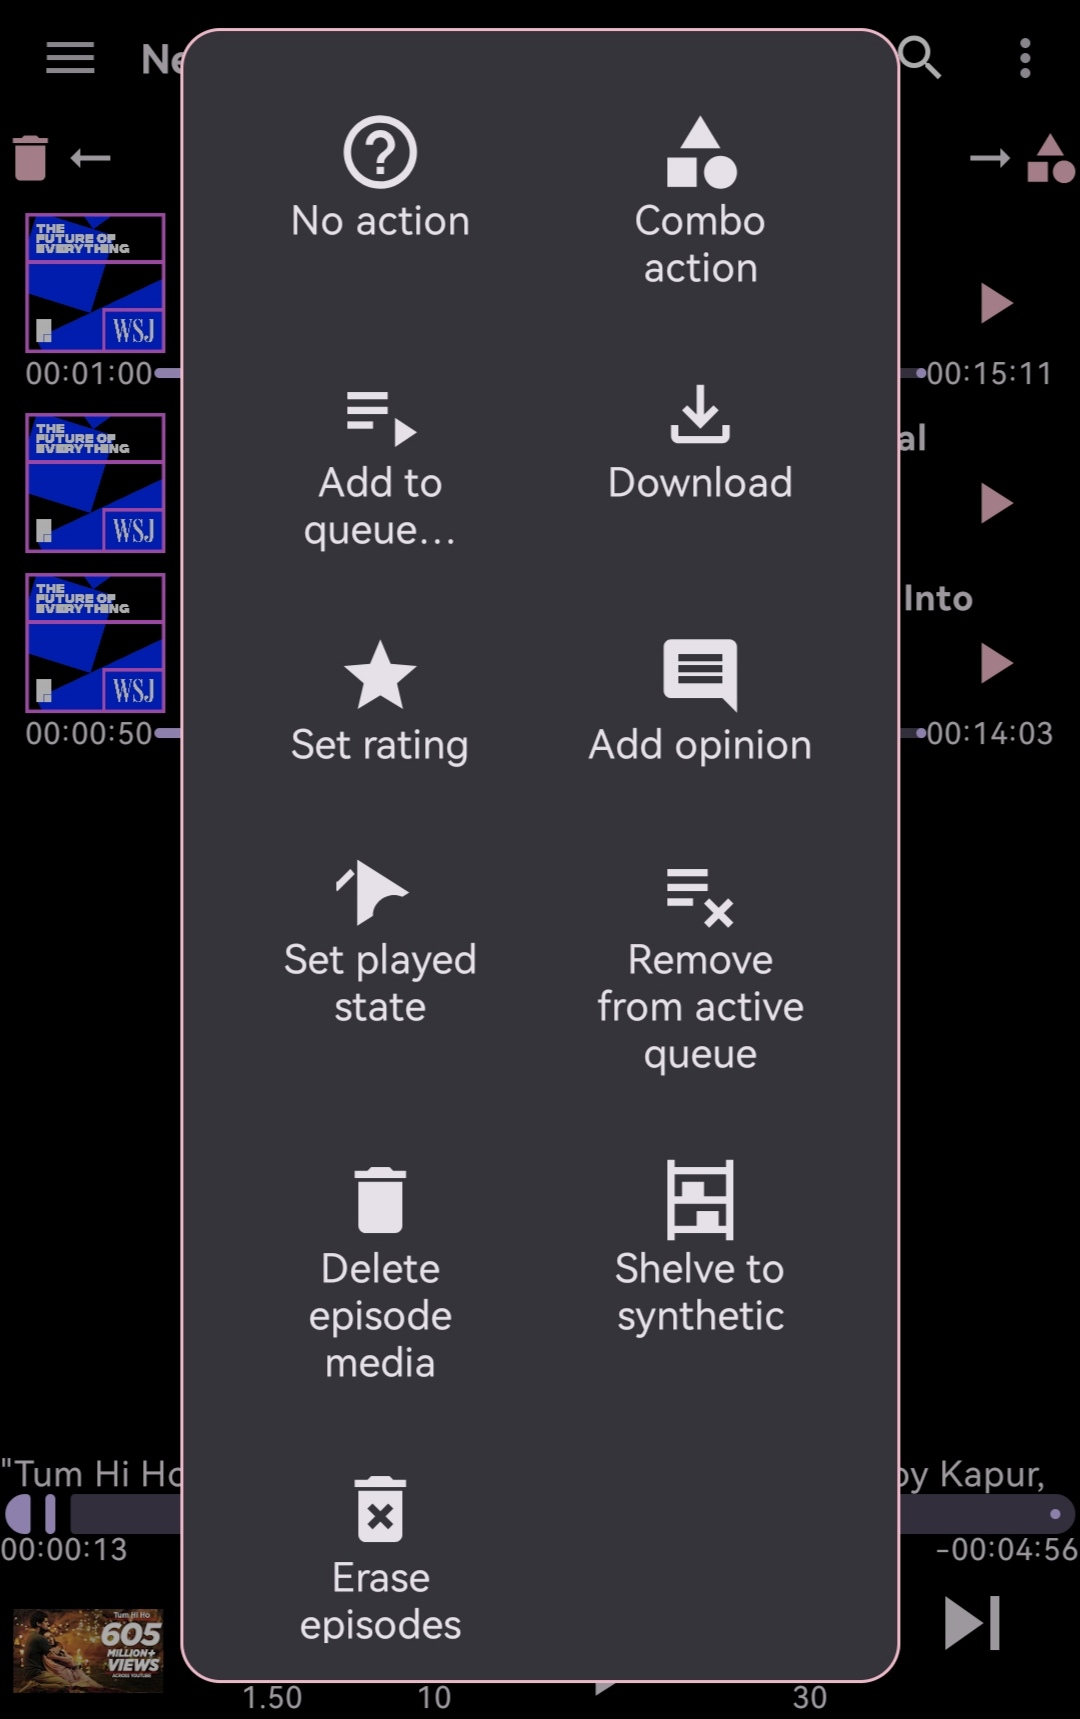 Ne
No action
Combo
action
THE
FUTURE OF
EVERYTHING
WSJ
00:01:00
00:15:11
Add to
queue...
Download
THE
FUTURE OF
EVERYTHING
WSJ
al
THE
FUTURE OF
EVERYTHING
WSJ
Into
00:00:50
00:14:03
Set rating
Add opinion
Set played
state
Remove
from active
queue
Delete
episode
media
Shelve to
synthetic
Erase
episodes
"Tum Hi Ho
oy Kapur,
00:00:13
-00:04:56
Tum Hi Ho
605
MILLION+
VIEWS
ACROSS YOUTUBE
1.50
10
30